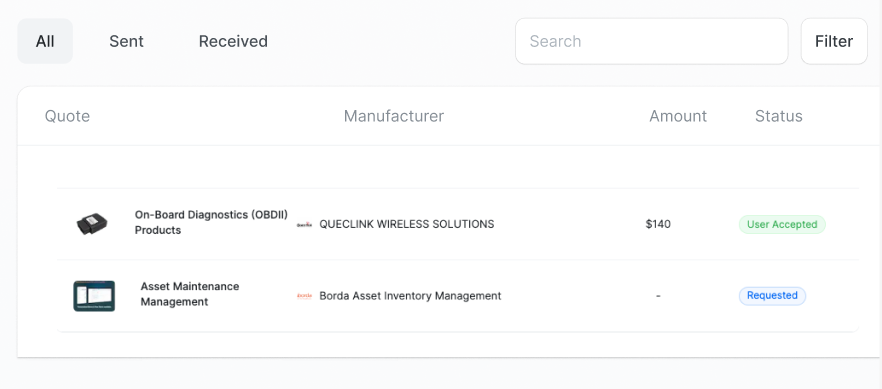 All Sent Received Search Filter
Quote Manufacturer Amount Status
On-Board Diagnostics (OBDII)
Products
QUECLINK WIRELESS SOLUTIONS $140 User Accepted
Asset Maintenance
Management
Borda Asset Inventory Management - Requested